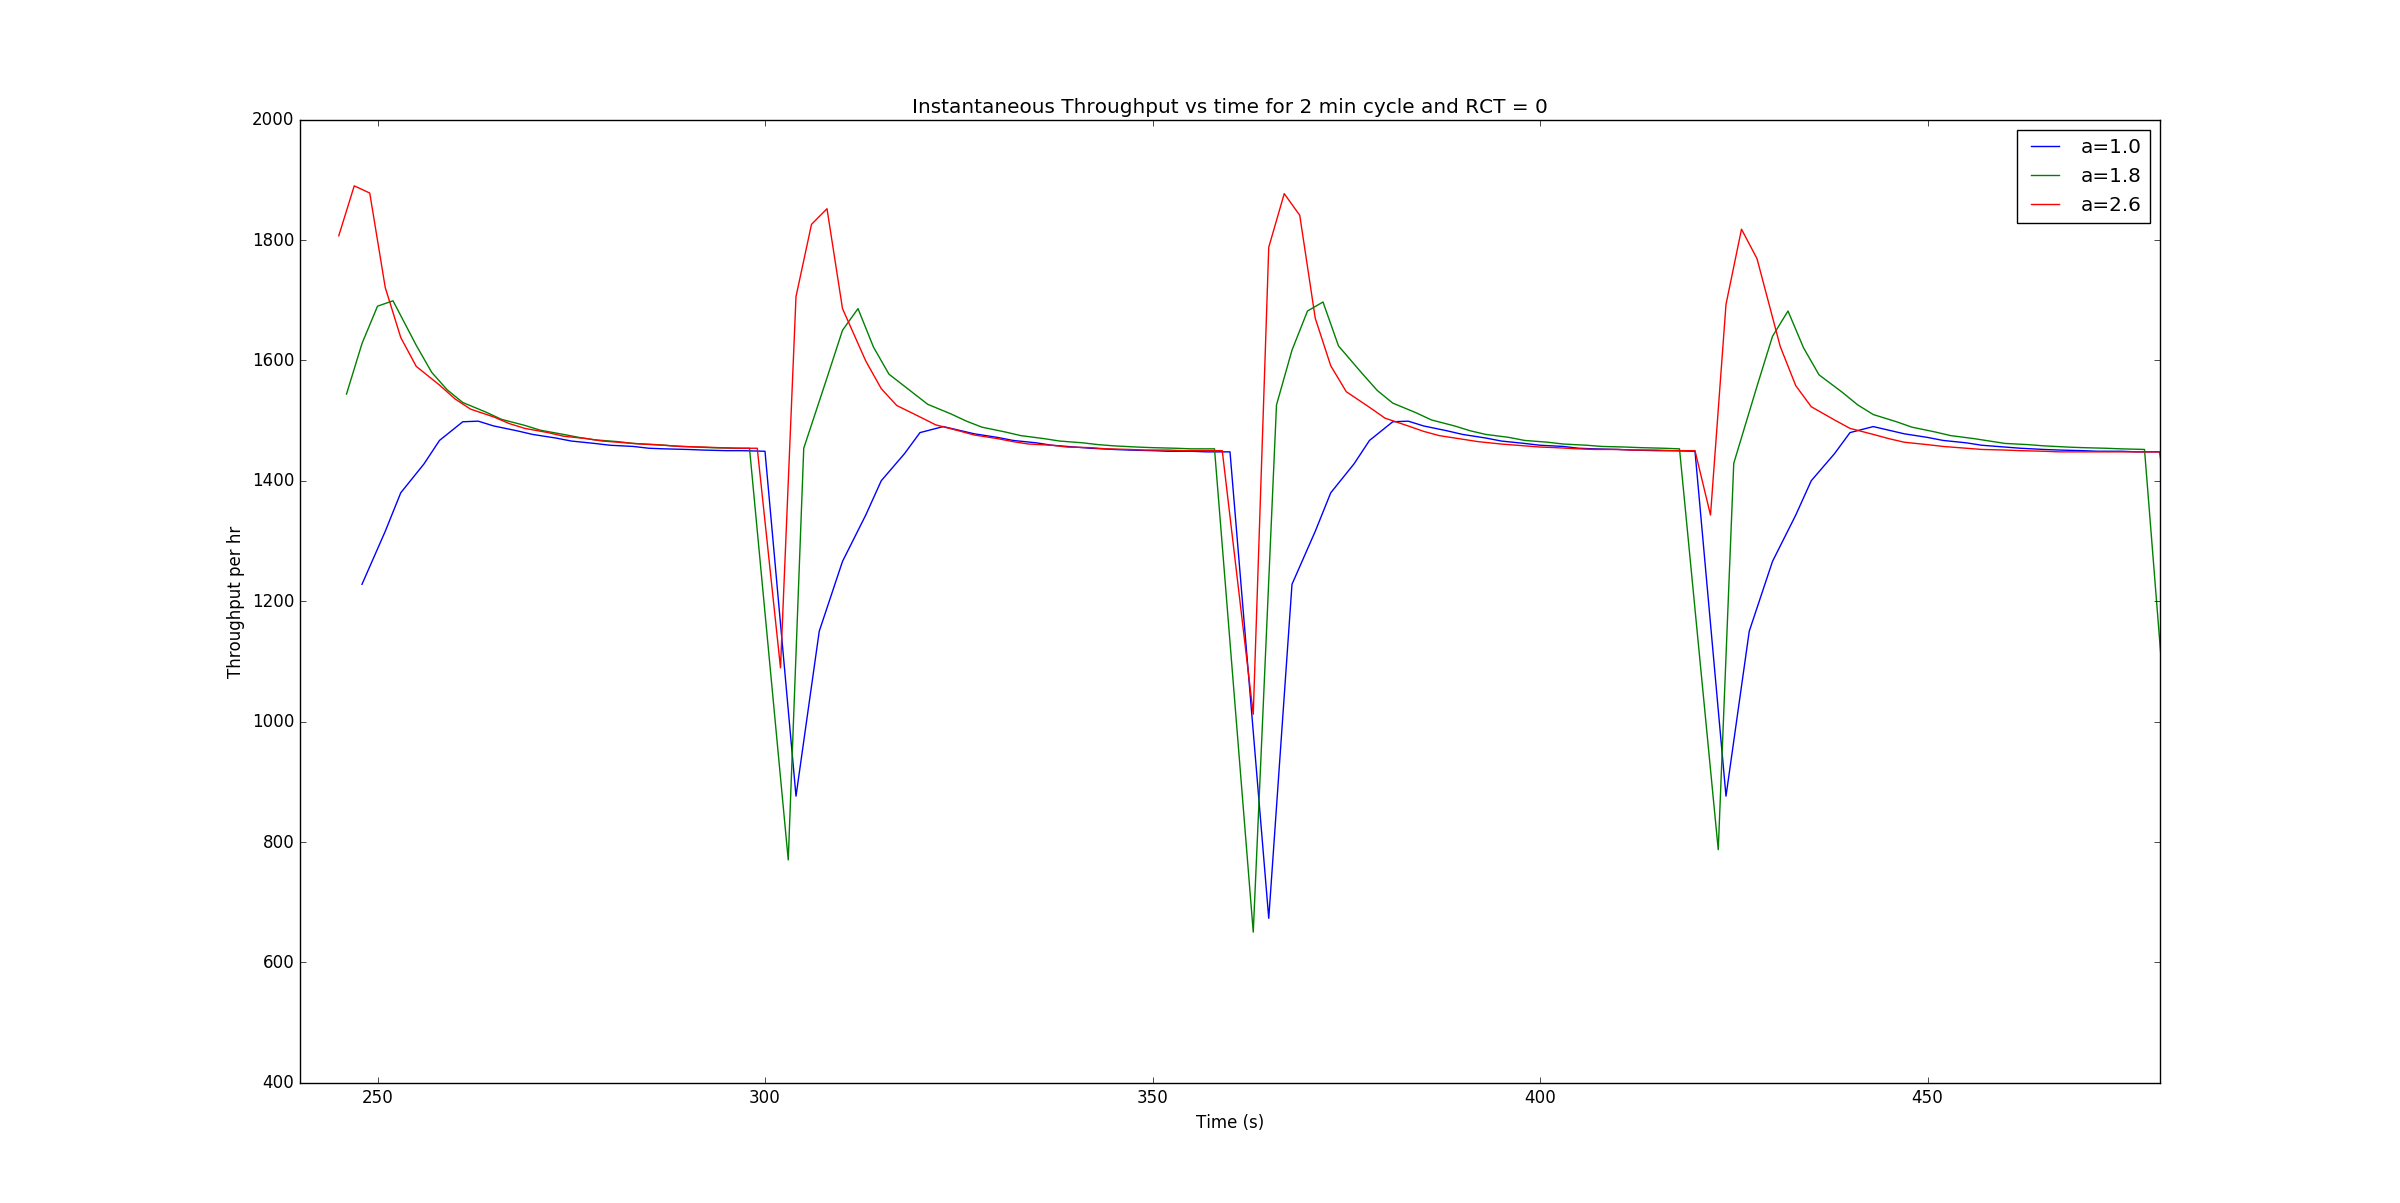 Instantaneous Throughput vs time for 2 min cycle and RCT = 0
2000
1800
1600
1400
1200
1000
800
600
400
Throughput per hr
a=1.0
a=1.8
a=2.6
250
300
350
400
450
Time (s)